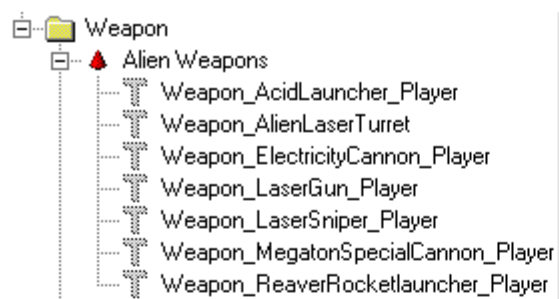 Weapon
Alien Weapons
Weapon_AcidLauncher_Player
Weapon_AlienLaserTurret
Weapon_ElectricityCannon_Player
Weapon_LaserGun_Player
Weapon_LaserSniper_Player
Weapon_MegatonSpecialCannon_Player
Weapon_ReaverRocketlauncher_Player